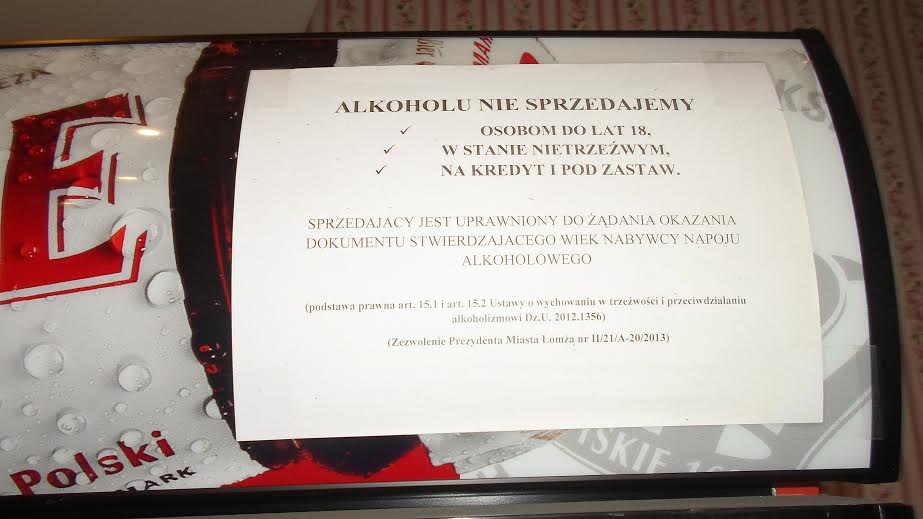 ALKOHOLU NIE SPRZEDAJEMY
✓ OSOBOM DO LAT 18,
✓ W STANIE NIETRZEŹWYM,
✓ NA KREDYT I POD ZASTAW.
SPRZEDAJACY JEST UPRAWNIONY DO ŻĄDANIA OKAZANIA
DOKUMENTU STWIERDZAJACEGO WIEK NABYWCY NAPOJU
ALKOHOLOWEGO
(podstawa prawna art. 15.1 i art. 15.2 Ustawy o wychowaniu w trzeźwości i przeciwdziałaniu
alkoholizmowi Dz.U. 2012.1356)
(Zezwolenie Prezydenta Miasta Łomża nr II/21/A-20/2013)
Polski